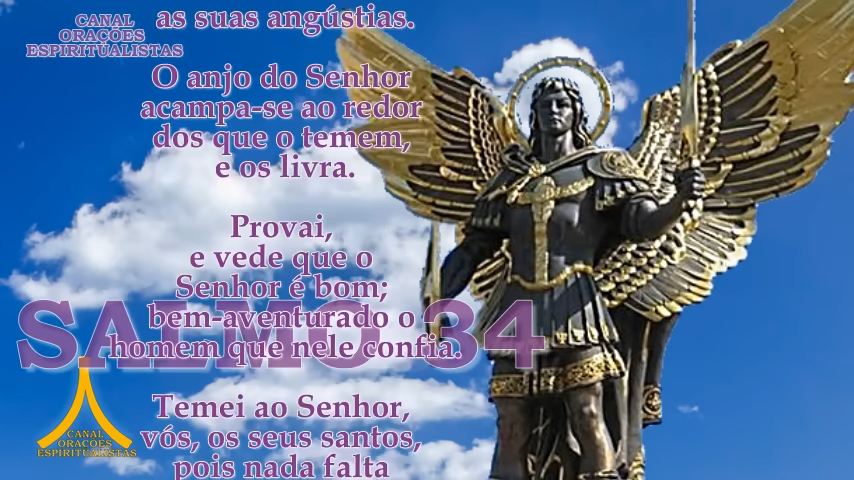 CANAL
ORAÇÕES
ESPIRITUALISTAS
as suas angústias.
O anjo do Senhor
acampa-se ao redor
dos que o temem,
e os livra.
Provai,
e vede que o
Senhor é bom;
bem-aventurado o
homem que nele confia.
SALMO 34
Temei ao Senhor,
vós, os seus santos,
pois nada falta
CANAL
ORAÇÕES
ESPIRITUALISTAS